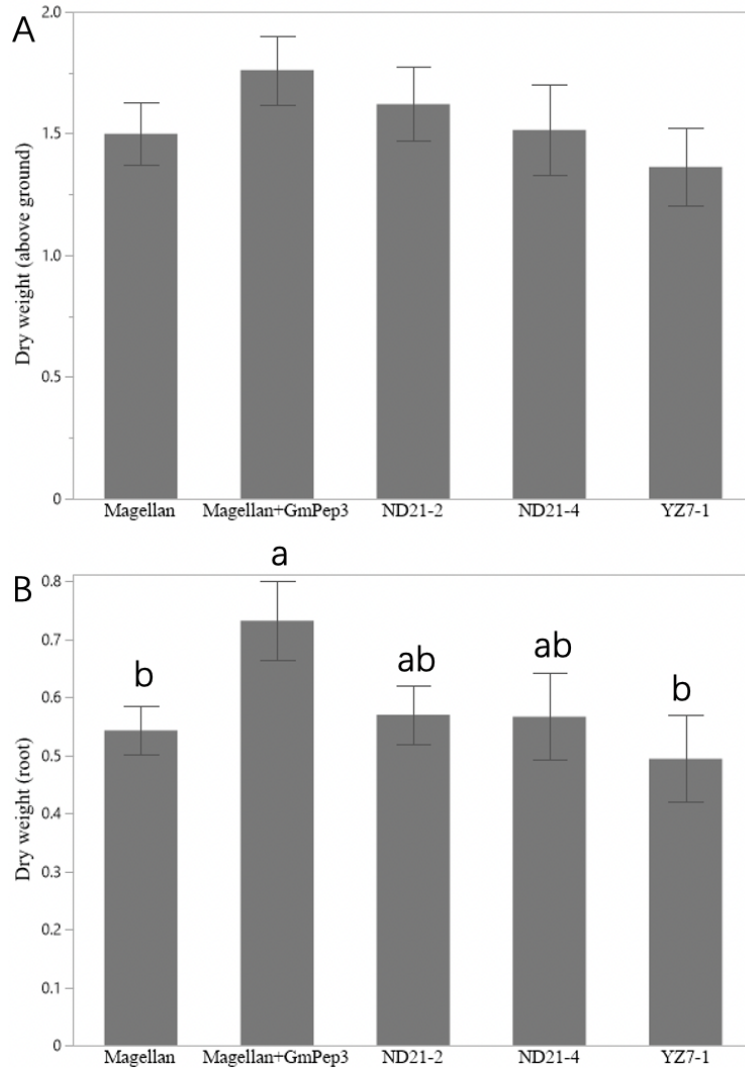 A
2.0
1.5
1.0
0.5
0
Dry weight (above ground)
Magellan Magellan+GmPep3 ND21-2 ND21-4 YZ7-1
B
a
b ab ab b
0.8
0.7
0.6
0.5
0.4
0.3
0.2
0.1
0
Dry weight (root)
Magellan Magellan+GmPep3 ND21-2 ND21-4 YZ7-1